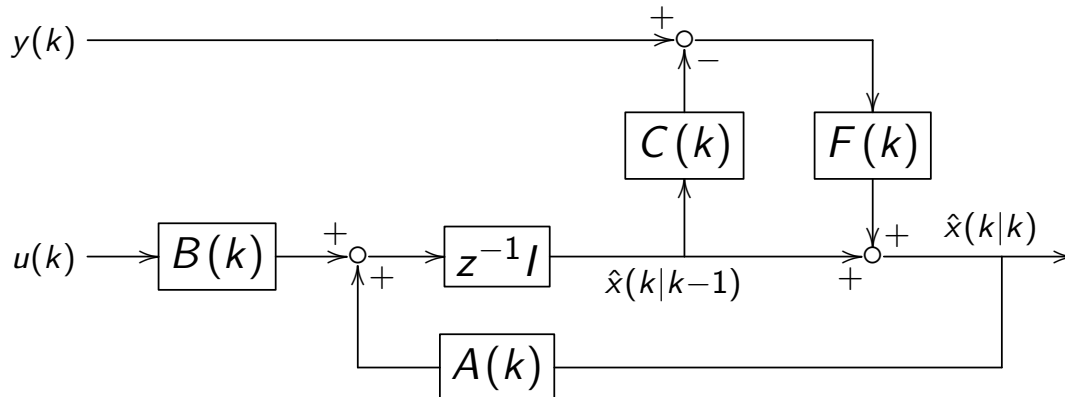 +
y(k)
−
C(k)
F(k)
+
+
x̂(k|k)
u(k)
B(k)
+
z⁻¹I
x̂(k|k−1)
+
A(k)